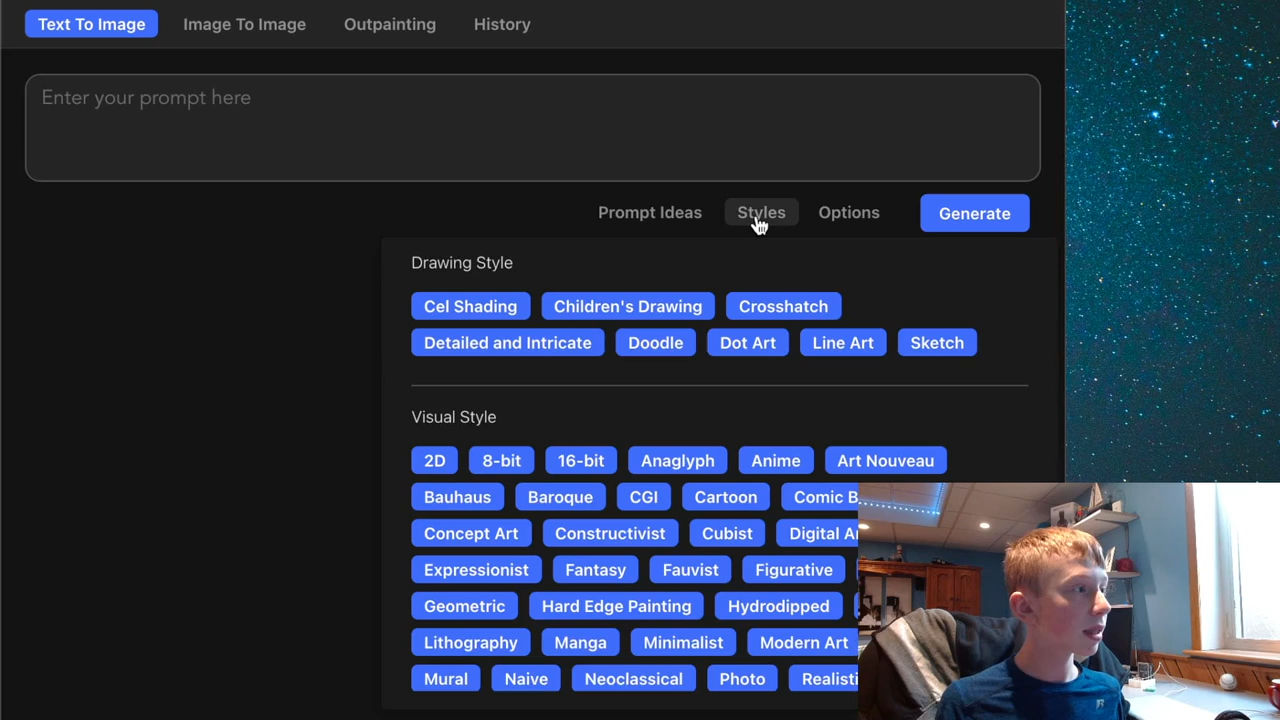 Text To Image Image To Image Outpainting History
Enter your prompt here
Prompt Ideas Styles Options Generate
Drawing Style
Cel Shading Children's Drawing Crosshatch
Detailed and Intricate Doodle Dot Art Line Art Sketch
Visual Style
2D 8-bit 16-bit Anaglyph Anime Art Nouveau
Bauhaus Baroque CGI Cartoon Comic B
Concept Art Constructivist Cubist Digital A
Expressionist Fantasy Fauvist Figurative
Geometric Hard Edge Painting Hydrodipped
Lithography Manga Minimalist Modern Art
Mural Naive Neoclassical Photo Realisti